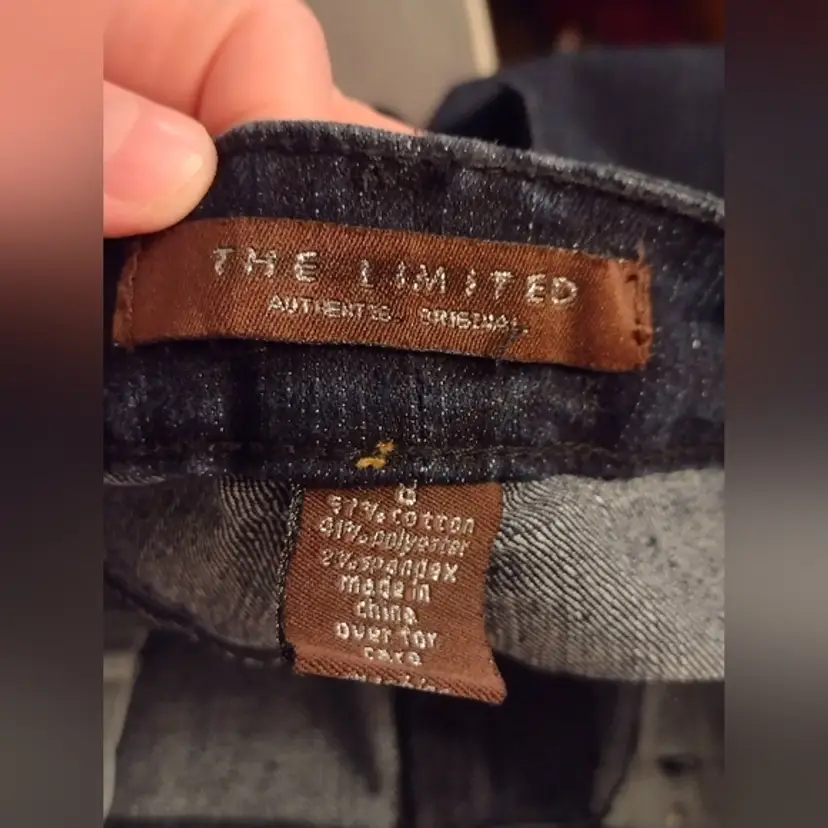 THE LIMITED
AUTHENTIC ORIGINAL
57% cotton
41% polyester
2% spandex
made in
china
over for
care